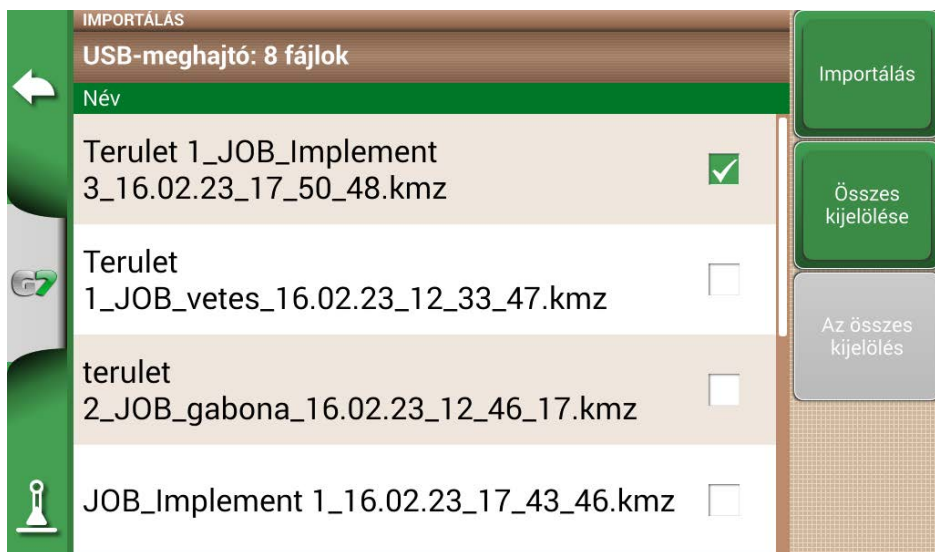 IMPORTÁLÁS
USB-meghajtó: 8 fájlok
Név
Terulet 1_JOB_Implement
3_16.02.23_17_50_48.kmz
Terulet
1_JOB_vetes_16.02.23_12_33_47.kmz
terulet
2_JOB_gabona_16.02.23_12_46_17.kmz
JOB_Implement 1_16.02.23_17_43_46.kmz
G7
Importálás
Összes
kijelölése
Az összes
kijelölés